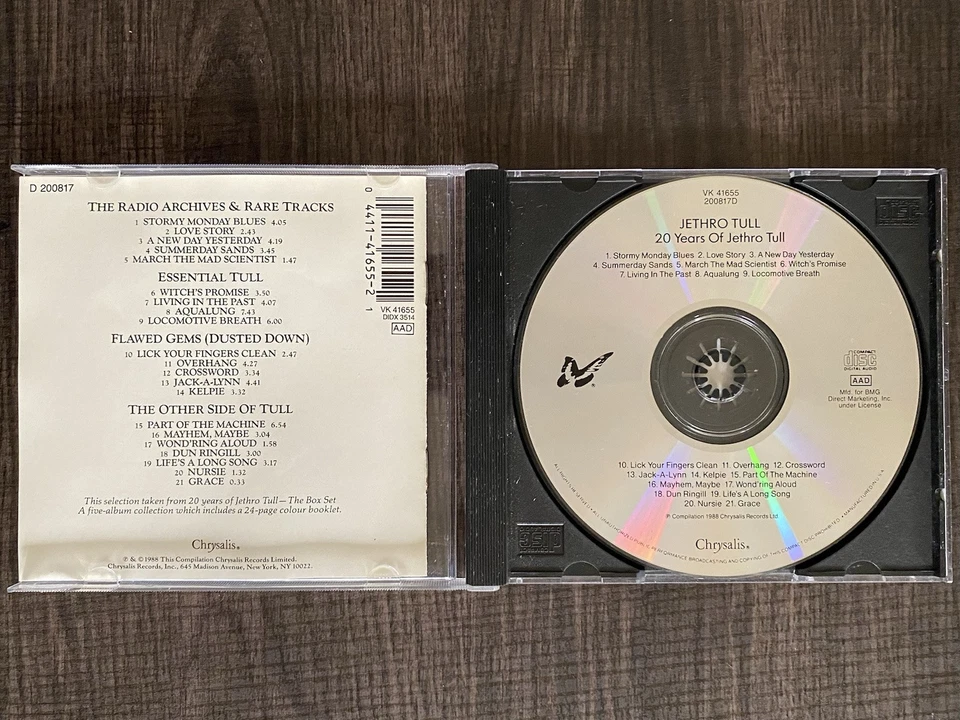 D 200817
THE RADIO ARCHIVES & RARE TRACKS
1 STORMY MONDAY BLUES 4.05
2 LOVE STORY 2.43
3 A NEW DAY YESTERDAY 4.19
4 SUMMERDAY SANDS 3.45
5 MARCH THE MAD SCIENTIST 1.47
ESSENTIAL TULL
6 WITCH'S PROMISE 3.50
7 LIVING IN THE PAST 4.07
8 AQUALUNG 7.43
9 LOCOMOTIVE BREATH 6.00
FLAWED GEMS (DUSTED DOWN)
10 LICK YOUR FINGERS CLEAN 2.47
11 OVERHANG 4.27
12 CROSSWORD 3.34
13 JACK-A-LYNN 4.41
14 KELPIE 3.32
THE OTHER SIDE OF TULL
15 PART OF THE MACHINE 6.54
16 MAYHEM, MAYBE 3.04
17 WOND'RING ALOUD 1.58
18 DUN RINGILL 3.00
19 LIFE'S A LONG SONG 3.17
20 NURSIE 1.32
21 GRACE 0.33
This selection taken from 20 years of Jethro Tull—The Box Set
A five-album collection which includes a 24-page colour booklet.
Chrysalis®
℗ & © 1988 This Compilation Chrysalis Records Limited.
Chrysalis Records, Inc., 645 Madison Avenue, New York, NY 10022.
0 4411-41655-2 1
VK 41655
DIDX 3514
AAD
VK 41655
200817D
JETHRO TULL
20 Years Of Jethro Tull
1. Stormy Monday Blues 2. Love Story 3. A New Day Yesterday
4. Summerday Sands 5. March The Mad Scientist 6. Witch's Promise
7. Living In The Past 8. Aqualung 9. Locomotive Breath
COMPACT
disc
DIGITAL AUDIO
AAD
Mfd. for BMG
Direct Marketing, Inc.
under License
10. Lick Your Fingers Clean 11. Overhang 12. Crossword
13. Jack-A-Lynn 14. Kelpie 15. Part Of The Machine
16. Mayhem, Maybe 17. Wond'ring Aloud
18. Dun Ringill 19. Life's A Long Song
20. Nursie 21. Grace
℗ Compilation 1988 Chrysalis Records Ltd
Chrysalis®
PUBLIC PERFORMANCE BROADCASTING AND COPYING OF THIS COMPACT DISC PROHIBITED • MANUFACTURED IN U.S.A.